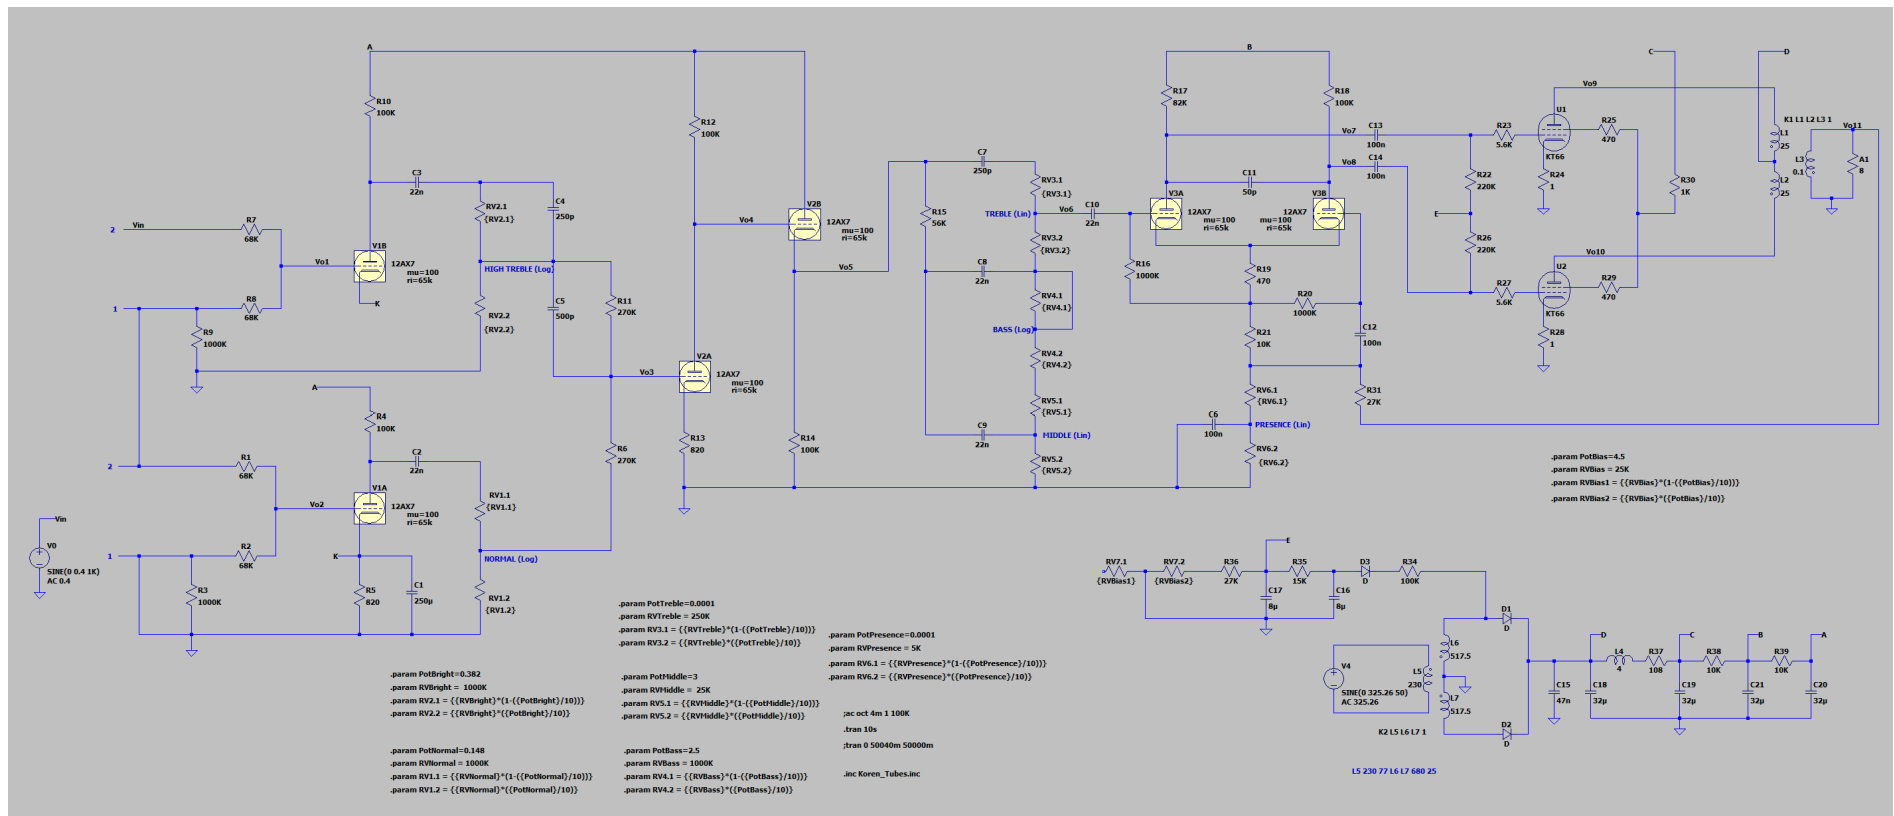 A
R10
100K
R12
100K
C3
22n
RV2.1
{RV2.1}
C4
250p
2
Vin
R7
68K
Vo1
V1B
12AX7
mu=100
ri=65k
K
1
R8
68K
R9
1000K
HIGH TREBLE (Log)
RV2.2
{RV2.2}
C5
500p
R11
270K
Vo4
V2B
12AX7
mu=100
ri=65k
Vo5
Vo3
V2A
12AX7
mu=100
ri=65k
R13
820
R14
100K
A
R4
100K
C2
22n
R6
270K
2
R1
68K
Vo2
V1A
12AX7
mu=100
ri=65k
RV1.1
{RV1.1}
NORMAL (Log)
1
R2
68K
K
R3
1000K
R5
820
C1
250µ
RV1.2
{RV1.2}
Vin
V0
SINE(0 0.4 1K)
AC 0.4
C7
250p
R15
56K
RV3.1
{RV3.1}
TREBLE (Lin)
Vo6
C10
22n
RV3.2
{RV3.2}
C8
22n
RV4.1
{RV4.1}
BASS (Log)
RV4.2
{RV4.2}
RV5.1
{RV5.1}
C9
22n
MIDDLE (Lin)
RV5.2
{RV5.2}
B
R17
82K
R18
100K
Vo7
C13
100n
Vo8
C14
100n
C11
50p
V3A
12AX7
mu=100
ri=65k
V3B
12AX7
mu=100
ri=65k
R16
1000K
R19
470
R20
1000K
R21
10K
C12
100n
RV6.1
{RV6.1}
R31
27K
C6
100n
PRESENCE (Lin)
RV6.2
{RV6.2}
R22
220K
E
R26
220K
R23
5.6K
R27
5.6K
Vo9
U1
KT66
R24
1
R25
470
Vo10
U2
KT66
R28
1
R29
470
C
R30
1K
D
K1 L1 L2 L3 1
L1
25
L2
25
L3
0.1
Vo11
A1
8
.param PotBias=4.5
.param RVBias = 25K
.param RVBias1 = {{RVBias}*(1-({PotBias}/10))}
.param RVBias2 = {{RVBias}*({PotBias}/10)}
E
RV7.1
{RVBias1}
RV7.2
{RVBias2}
R36
27K
R35
15K
D3
D
R34
100K
C17
8µ
C16
8µ
D1
D
V4
SINE(0 325.26 50)
AC 325.26
L5
230
L6
517.5
L7
517.5
D2
D
K2 L5 L6 L7 1
L5 230 77 L6 L7 680 25
D
C
B
A
L4
4
R37
108
R38
10K
R39
10K
C15
47n
C18
32µ
C19
32µ
C21
32µ
C20
32µ
.param PotTreble=0.0001
.param RVTreble = 250K
.param RV3.1 = {{RVTreble}*(1-({PotTreble}/10))}
.param RV3.2 = {{RVTreble}*({PotTreble}/10)}
.param PotPresence=0.0001
.param RVPresence = 5K
.param RV6.1 = {{RVPresence}*(1-({PotPresence}/10))}
.param RV6.2 = {{RVPresence}*({PotPresence}/10)}
.param PotBright=0.382
.param RVBright =  1000K
.param RV2.1 = {{RVBright}*(1-({PotBright}/10))}
.param RV2.2 = {{RVBright}*({PotBright}/10)}
.param PotMiddle=3
.param RVMiddle =  25K
.param RV5.1 = {{RVMiddle}*(1-({PotMiddle}/10))}
.param RV5.2 = {{RVMiddle}*({PotMiddle}/10)}
.param PotNormal=0.148
.param RVNormal = 1000K
.param RV1.1 = {{RVNormal}*(1-({PotNormal}/10))}
.param RV1.2 = {{RVNormal}*({PotNormal}/10)}
.param PotBass=2.5
.param RVBass = 1000K
.param RV4.1 = {{RVBass}*(1-({PotBass}/10))}
.param RV4.2 = {{RVBass}*({PotBass}/10)}
;ac oct 4m 1 100K
.tran 10s
;tran 0 50040m 50000m
.inc Koren_Tubes.inc